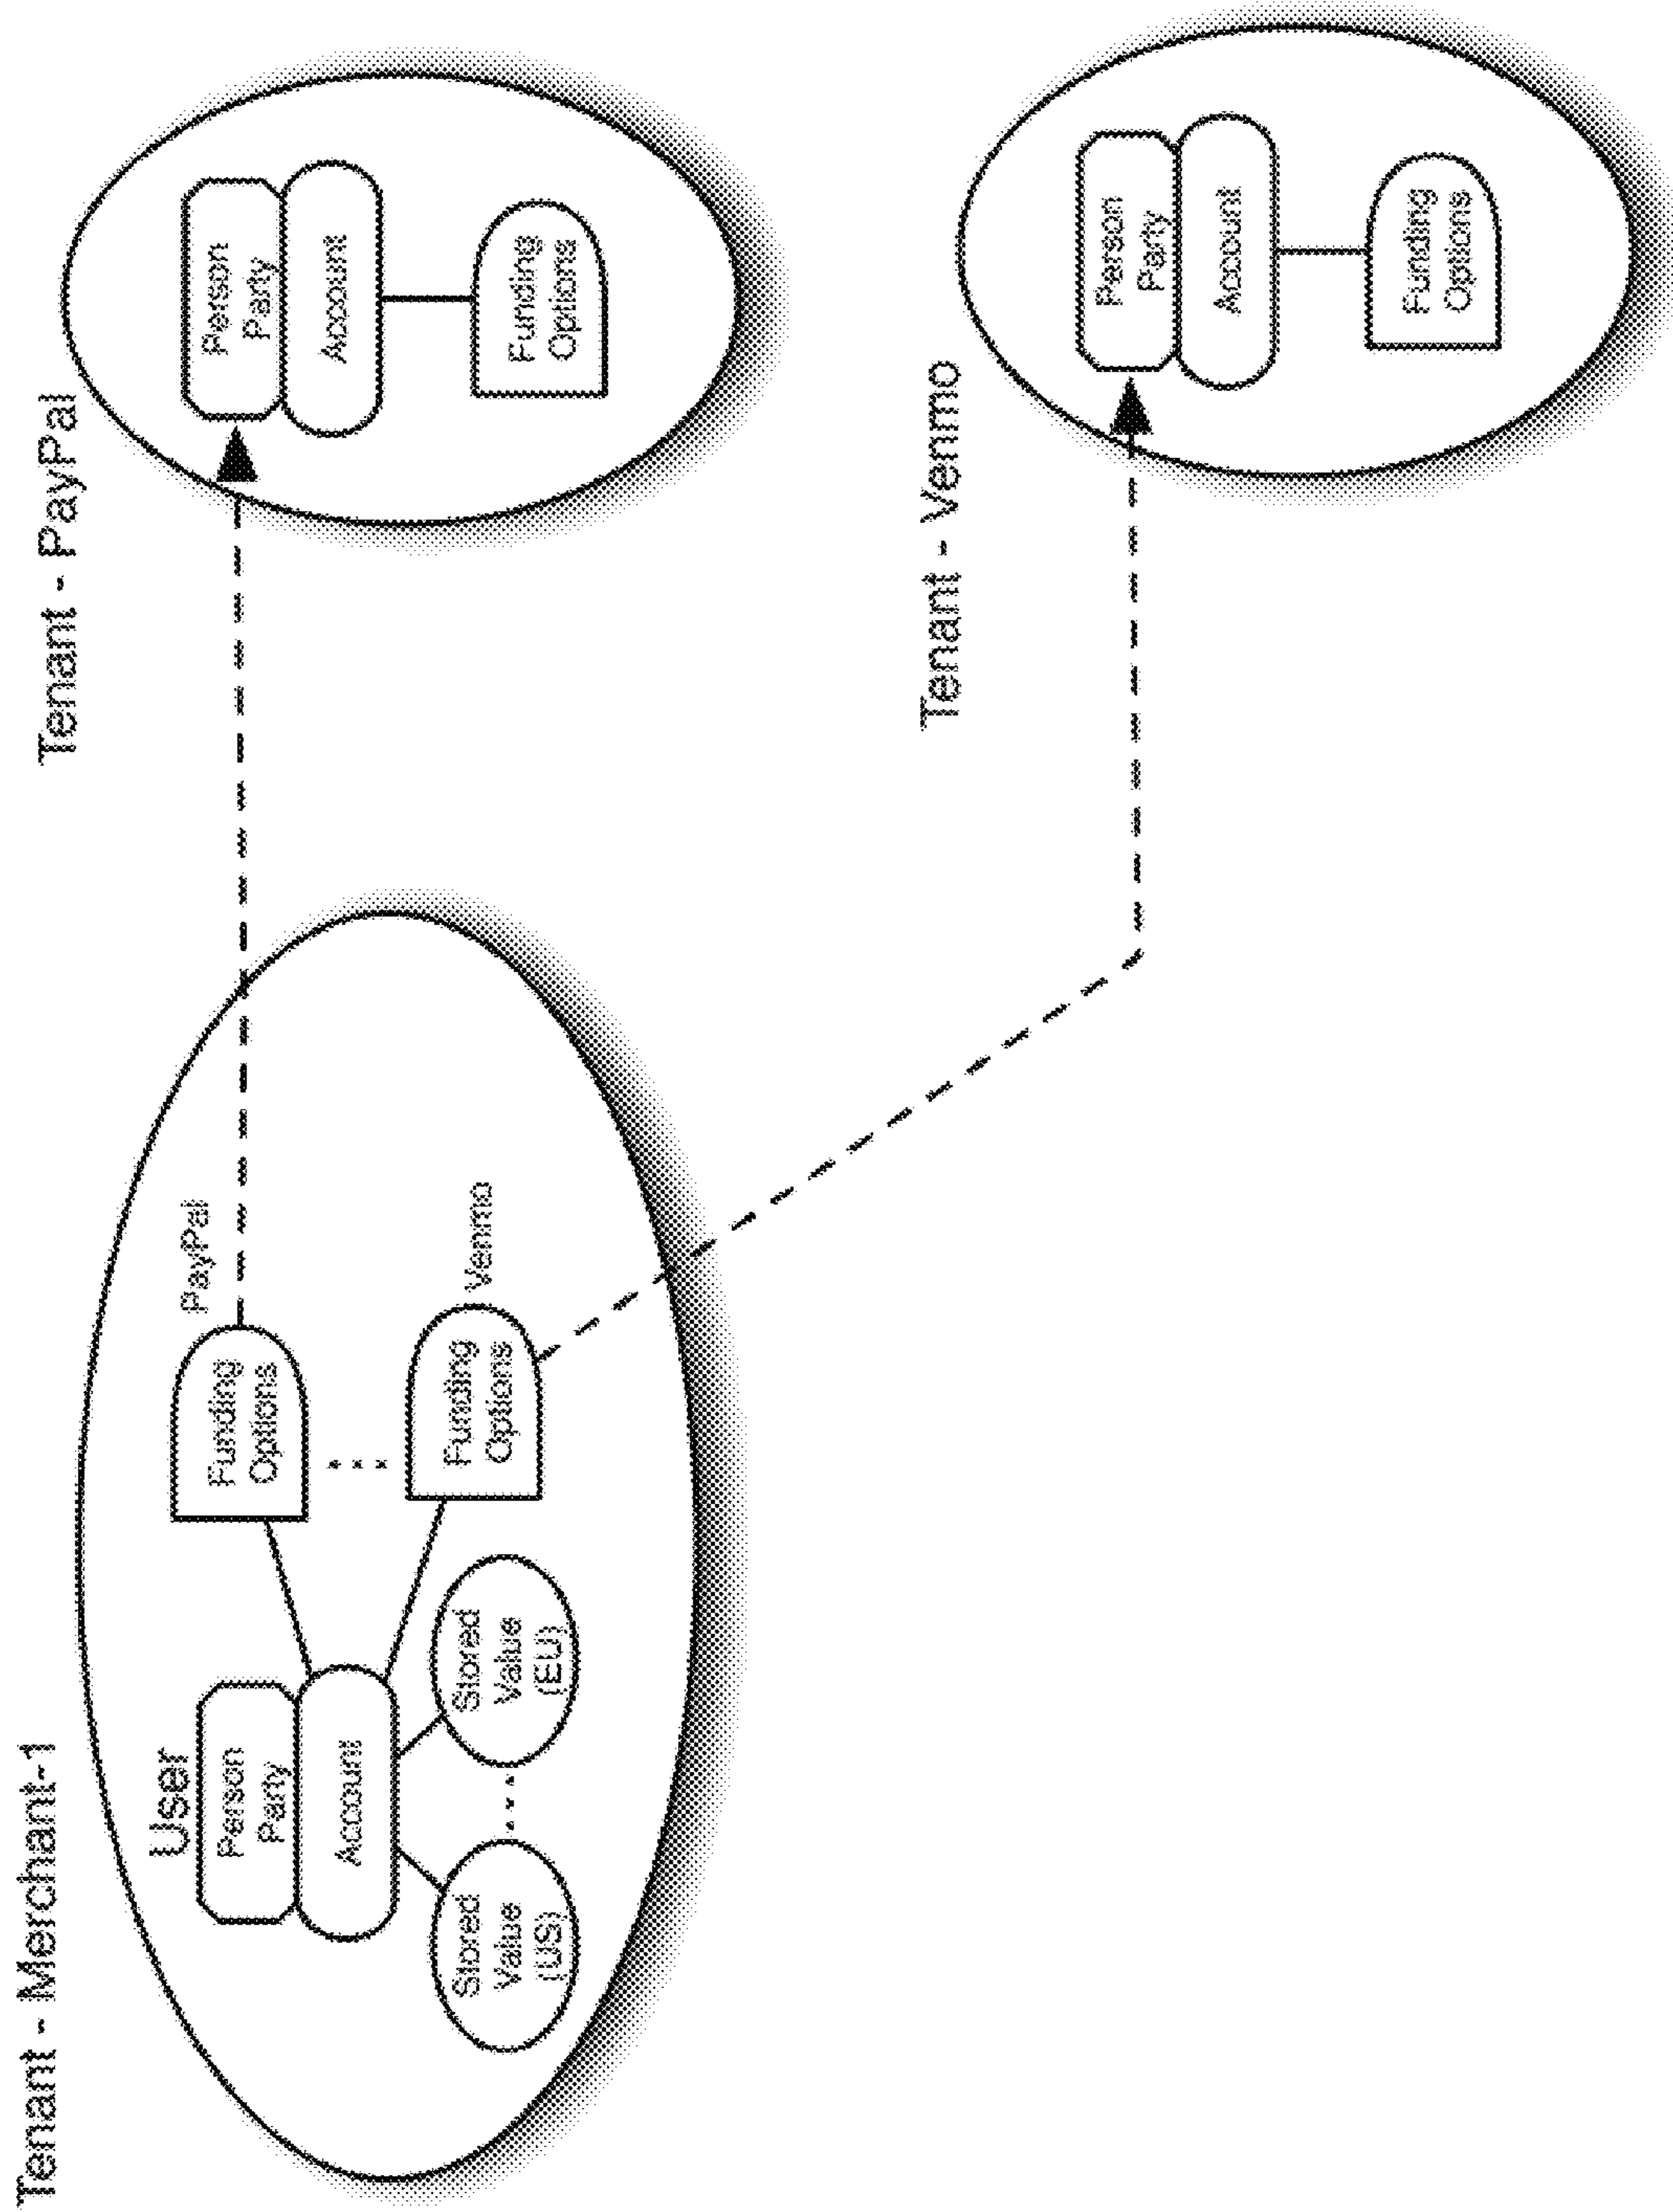 Tenant - Merchant-1
User
Person
Party
Account
Stored
Value
(US)
Stored
Value
(EU)
Funding
Options
PayPal
Funding
Options
Venmo
Tenant - PayPal
Person
Party
Account
Funding
Options
Tenant - Venmo
Person
Party
Account
Funding
Options